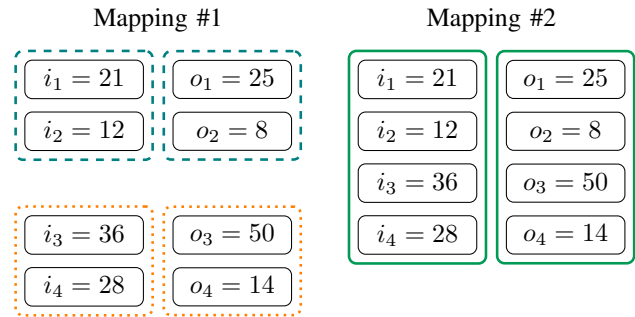 Mapping #1
i₁ = 21
o₁ = 25
i₂ = 12
o₂ = 8
i₃ = 36
o₃ = 50
i₄ = 28
o₄ = 14
Mapping #2
i₁ = 21
o₁ = 25
i₂ = 12
o₂ = 8
i₃ = 36
o₃ = 50
i₄ = 28
o₄ = 14